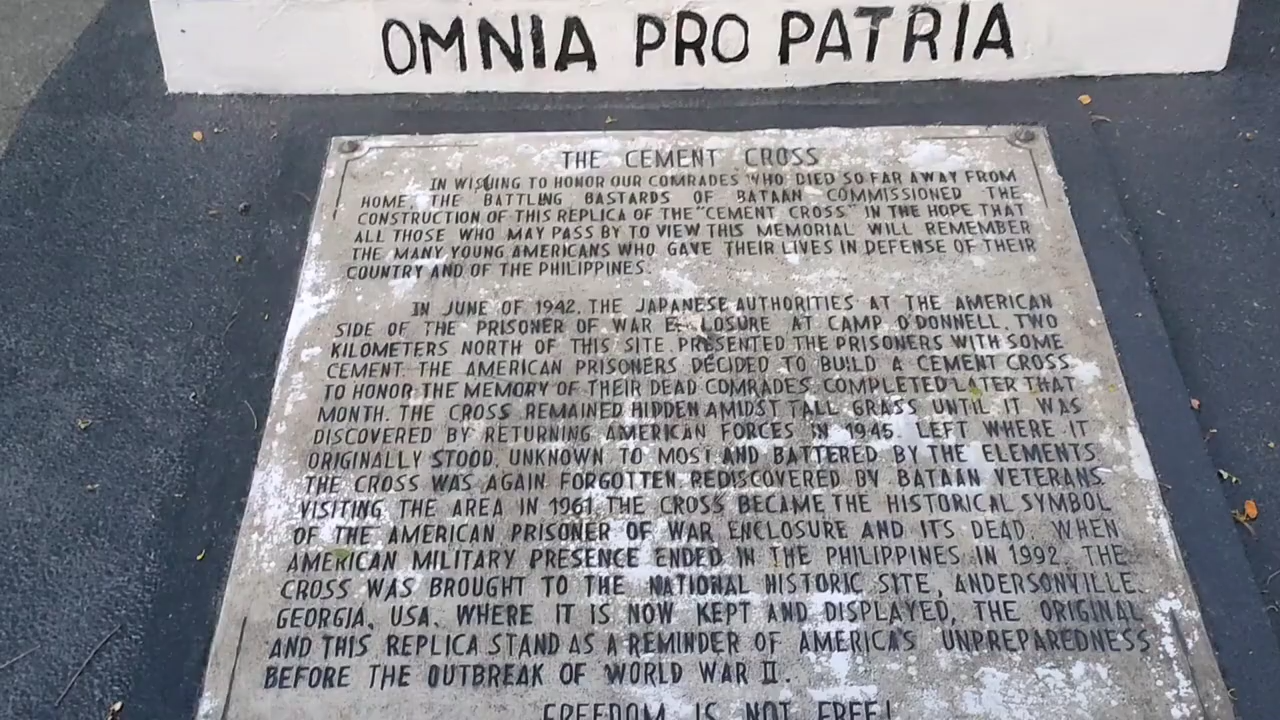 OMNIA PRO PATRIA
THE CEMENT CROSS
IN WISHING TO HONOR OUR COMRADES WHO DIED SO FAR AWAY FROM
HOME, THE BATTLING BASTARDS OF BATAAN COMMISSIONED THE
CONSTRUCTION OF THIS REPLICA OF THE "CEMENT CROSS" IN THE HOPE THAT
ALL THOSE WHO MAY PASS BY TO VIEW THIS MEMORIAL WILL REMEMBER
THE MANY YOUNG AMERICANS WHO GAVE THEIR LIVES IN DEFENSE OF THEIR
COUNTRY AND OF THE PHILIPPINES.
IN JUNE OF 1942, THE JAPANESE AUTHORITIES AT THE AMERICAN
SIDE OF THE PRISONER OF WAR ENCLOSURE AT CAMP O'DONNELL, TWO
KILOMETERS NORTH OF THIS SITE, PRESENTED THE PRISONERS WITH SOME
CEMENT. THE AMERICAN PRISONERS DECIDED TO BUILD A CEMENT CROSS
TO HONOR THE MEMORY OF THEIR DEAD COMRADES. COMPLETED LATER THAT
MONTH. THE CROSS REMAINED HIDDEN AMIDST TALL GRASS UNTIL IT WAS
DISCOVERED BY RETURNING AMERICAN FORCES IN 1945. LEFT WHERE IT
ORIGINALLY STOOD, UNKNOWN TO MOST AND BATTERED BY THE ELEMENTS
THE CROSS WAS AGAIN FORGOTTEN. REDISCOVERED BY BATAAN VETERANS
VISITING THE AREA IN 1961, THE CROSS BECAME THE HISTORICAL SYMBOL
OF THE AMERICAN PRISONER OF WAR ENCLOSURE AND ITS DEAD. WHEN
AMERICAN MILITARY PRESENCE ENDED IN THE PHILIPPINES IN 1992, THE
CROSS WAS BROUGHT TO THE NATIONAL HISTORIC SITE, ANDERSONVILLE,
GEORGIA, USA, WHERE IT IS NOW KEPT AND DISPLAYED, THE ORIGINAL
AND THIS REPLICA STAND AS A REMINDER OF AMERICA'S UNPREPAREDNESS
BEFORE THE OUTBREAK OF WORLD WAR II.
FREEDOM IS NOT FREE!